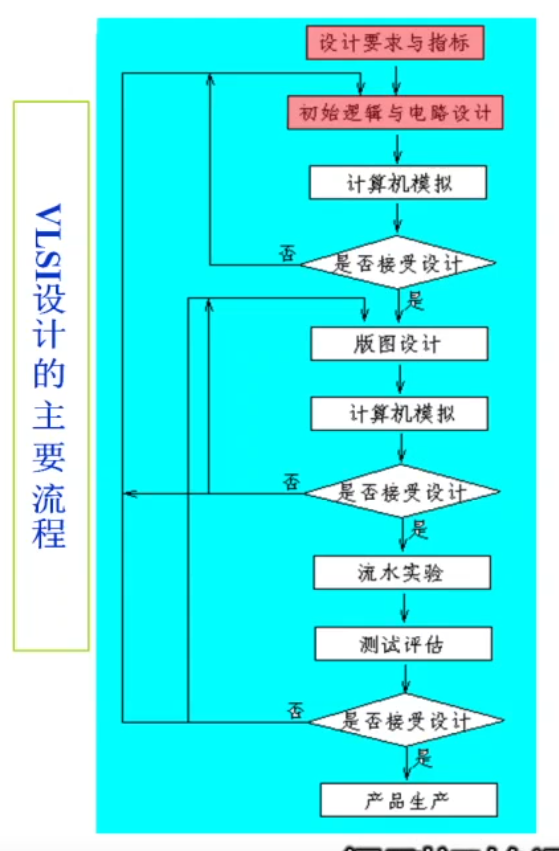 VLSI设计的主要流程
设计要求与指标
初始逻辑与电路设计
计算机模拟
是否接受设计
否
是
版图设计
计算机模拟
是否接受设计
否
是
流水实验
测试评估
是否接受设计
否
是
产品生产